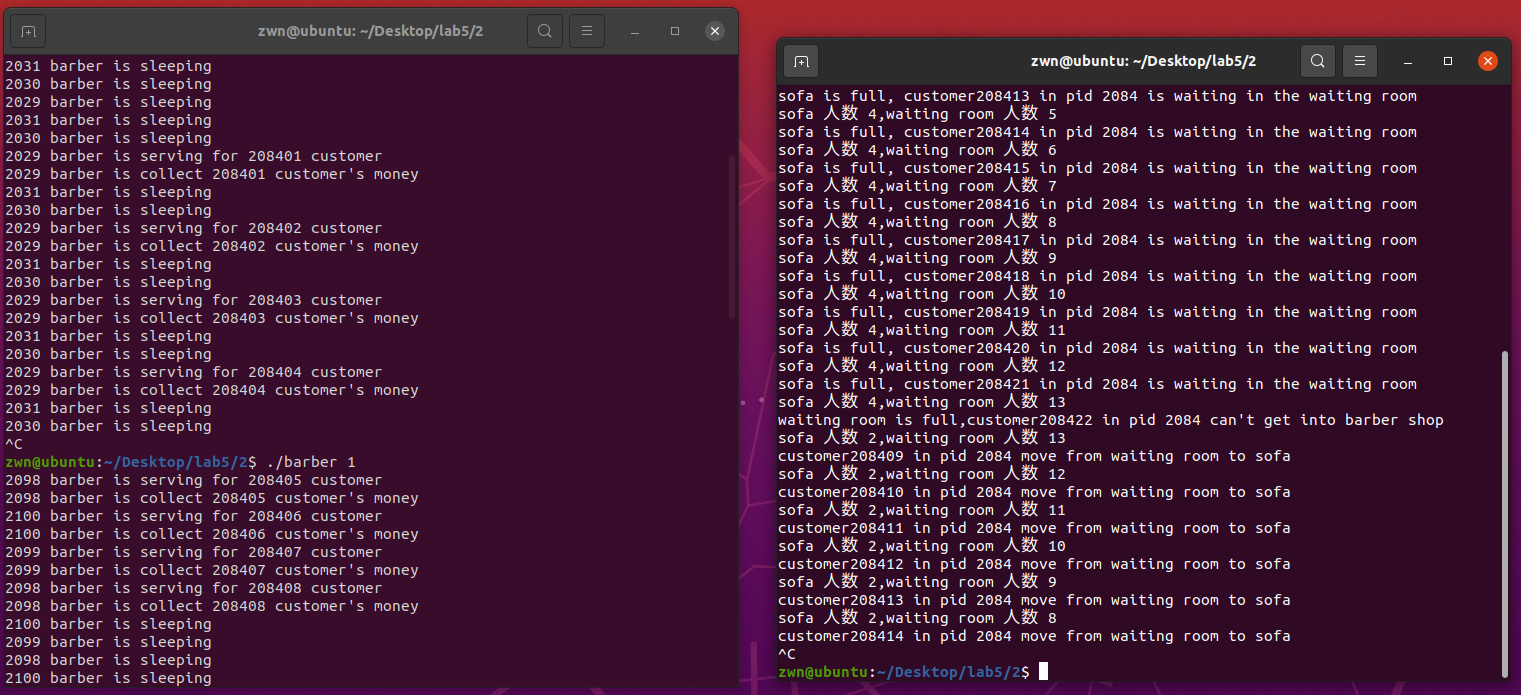 zwn@ubuntu: ~/Desktop/lab5/2
2031 barber is sleeping
2030 barber is sleeping
2029 barber is sleeping
2031 barber is sleeping
2030 barber is sleeping
2029 barber is serving for 208401 customer
2029 barber is collect 208401 customer's money
2031 barber is sleeping
2030 barber is sleeping
2029 barber is serving for 208402 customer
2029 barber is collect 208402 customer's money
2031 barber is sleeping
2030 barber is sleeping
2029 barber is serving for 208403 customer
2029 barber is collect 208403 customer's money
2031 barber is sleeping
2030 barber is sleeping
2029 barber is serving for 208404 customer
2029 barber is collect 208404 customer's money
2031 barber is sleeping
2030 barber is sleeping
^C
zwn@ubuntu:~/Desktop/lab5/2$ ./barber 1
2098 barber is serving for 208405 customer
2098 barber is collect 208405 customer's money
2100 barber is serving for 208406 customer
2100 barber is collect 208406 customer's money
2099 barber is serving for 208407 customer
2099 barber is collect 208407 customer's money
2098 barber is serving for 208408 customer
2098 barber is collect 208408 customer's money
2100 barber is sleeping
2099 barber is sleeping
2098 barber is sleeping
2100 barber is sleeping
zwn@ubuntu: ~/Desktop/lab5/2
sofa is full, customer208413 in pid 2084 is waiting in the waiting room
sofa 人数 4,waiting room 人数 5
sofa is full, customer208414 in pid 2084 is waiting in the waiting room
sofa 人数 4,waiting room 人数 6
sofa is full, customer208415 in pid 2084 is waiting in the waiting room
sofa 人数 4,waiting room 人数 7
sofa is full, customer208416 in pid 2084 is waiting in the waiting room
sofa 人数 4,waiting room 人数 8
sofa is full, customer208417 in pid 2084 is waiting in the waiting room
sofa 人数 4,waiting room 人数 9
sofa is full, customer208418 in pid 2084 is waiting in the waiting room
sofa 人数 4,waiting room 人数 10
sofa is full, customer208419 in pid 2084 is waiting in the waiting room
sofa 人数 4,waiting room 人数 11
sofa is full, customer208420 in pid 2084 is waiting in the waiting room
sofa 人数 4,waiting room 人数 12
sofa is full, customer208421 in pid 2084 is waiting in the waiting room
sofa 人数 4,waiting room 人数 13
waiting room is full,customer208422 in pid 2084 can't get into barber shop
sofa 人数 2,waiting room 人数 13
customer208409 in pid 2084 move from waiting room to sofa
sofa 人数 2,waiting room 人数 12
customer208410 in pid 2084 move from waiting room to sofa
sofa 人数 2,waiting room 人数 11
customer208411 in pid 2084 move from waiting room to sofa
sofa 人数 2,waiting room 人数 10
customer208412 in pid 2084 move from waiting room to sofa
sofa 人数 2,waiting room 人数 9
customer208413 in pid 2084 move from waiting room to sofa
sofa 人数 2,waiting room 人数 8
customer208414 in pid 2084 move from waiting room to sofa
^C
zwn@ubuntu:~/Desktop/lab5/2$